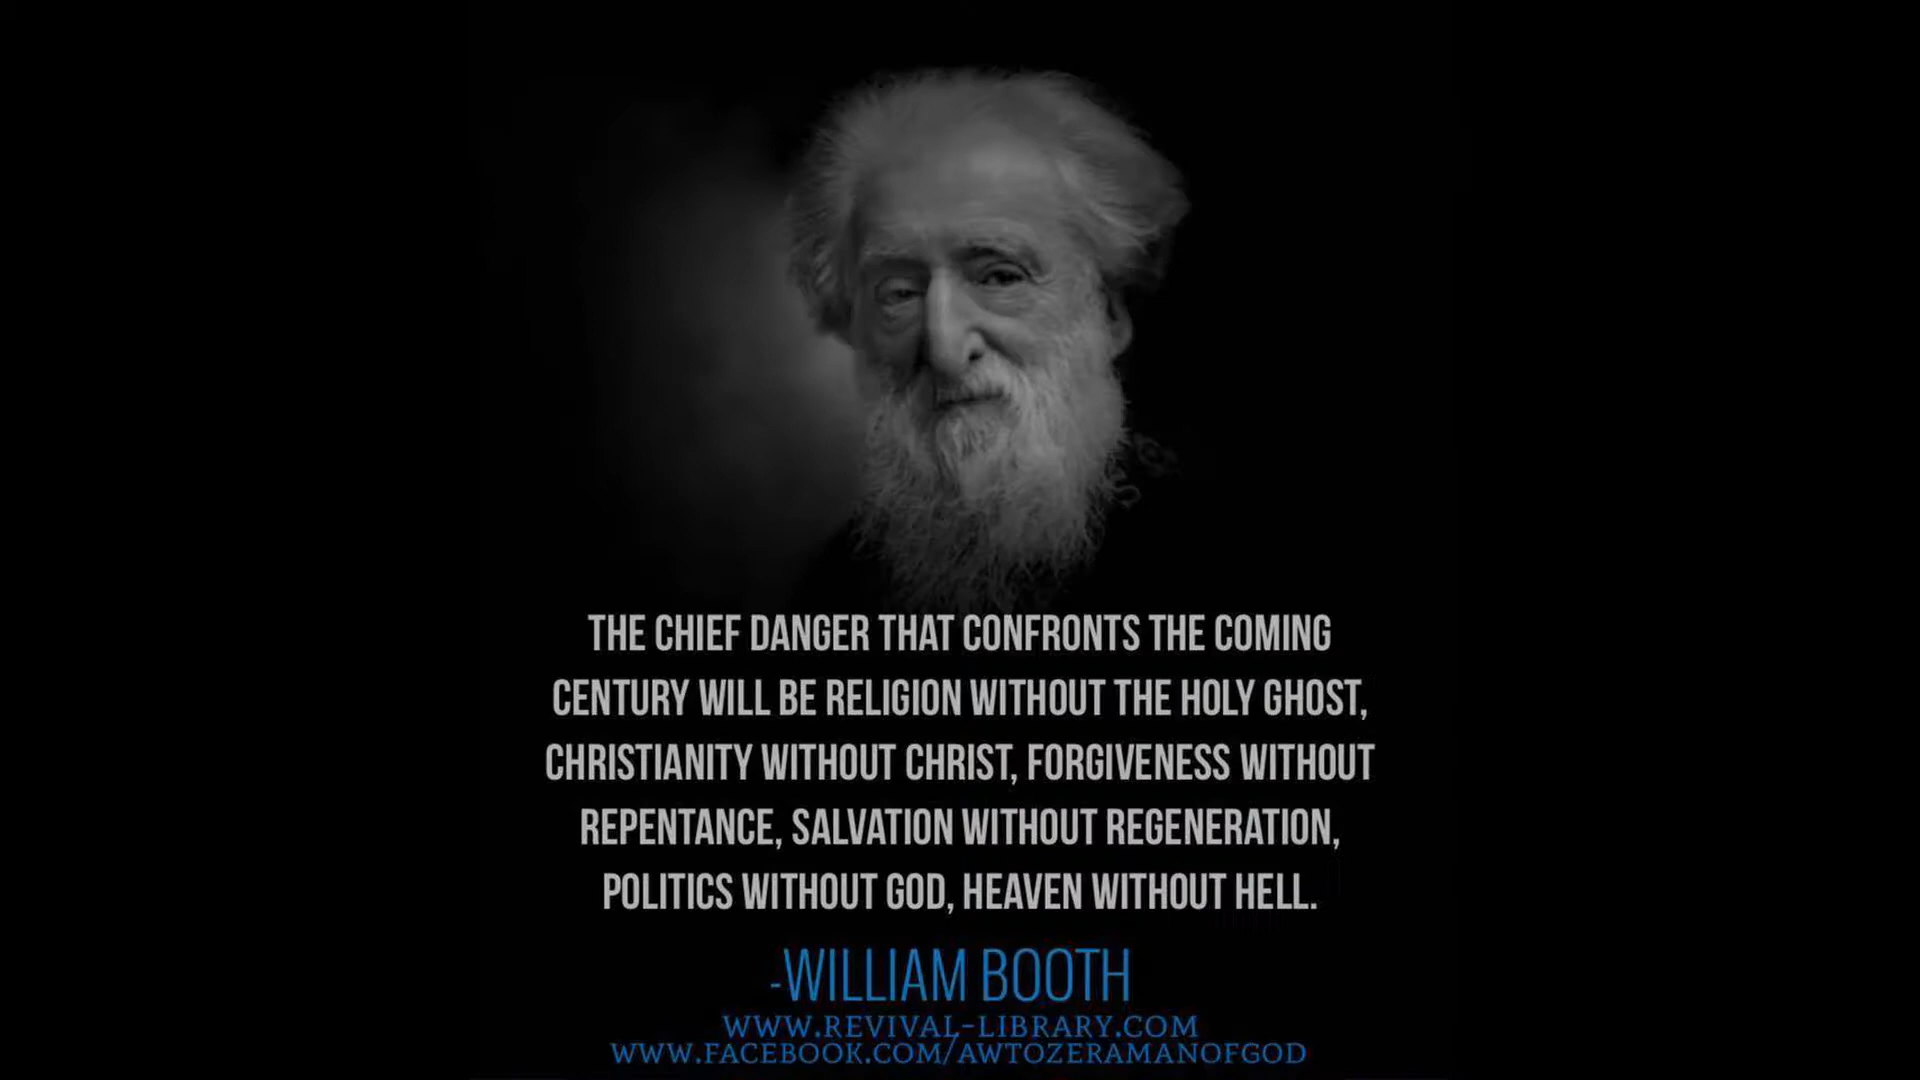 THE CHIEF DANGER THAT CONFRONTS THE COMING
CENTURY WILL BE RELIGION WITHOUT THE HOLY GHOST,
CHRISTIANITY WITHOUT CHRIST, FORGIVENESS WITHOUT
REPENTANCE, SALVATION WITHOUT REGENERATION,
POLITICS WITHOUT GOD, HEAVEN WITHOUT HELL.
-WILLIAM BOOTH
WWW.REVIVAL-LIBRARY.COM
WWW.FACEBOOK.COM/AWTOZERAMANOFGOD